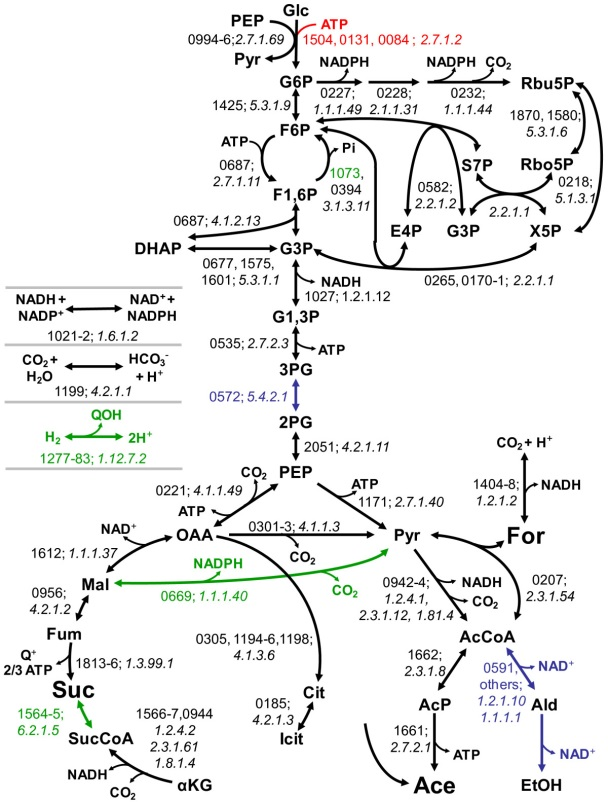 Glc
PEP
ATP
0994-6; 2.7.1.69
1504, 0131, 0084 ; 2.7.1.2
Pyr
NADPH
NADPH
CO2
G6P
Rbu5P
0227;
1.1.1.49
0228;
2.1.1.31
0232;
1.1.1.44
1425; 5.3.1.9
1870, 1580;
5.3.1.6
F6P
ATP
Pi
0687;
2.7.1.11
1073,
0394
3.1.3.11
S7P
Rbo5P
0582;
2.2.1.2
0218;
5.1.3.1
F1,6P
2.2.1.1
0687; 4.1.2.13
E4P
G3P
X5P
DHAP
G3P
0677, 1575,
1601; 5.3.1.1
0265, 0170-1; 2.2.1.1
NADH
1027; 1.2.1.12
NADH +
NADP+
NAD+ +
NADPH
1021-2; 1.6.1.2
G1,3P
0535; 2.7.2.3
ATP
CO2 +
H2O
HCO3-
+ H+
1199; 4.2.1.1
3PG
0572; 5.4.2.1
QOH
H2
2H+
1277-83; 1.12.7.2
2PG
2051; 4.2.1.11
PEP
CO2 + H+
CO2
0221; 4.1.1.49
ATP
ATP
1171; 2.7.1.40
1404-8;
1.2.1.2
NADH
NAD+
OAA
0301-3; 4.1.1.3
CO2
Pyr
For
1612; 1.1.1.37
NADPH
Mal
0669; 1.1.1.40
CO2
0942-4;
1.2.4.1,
2.3.1.12, 1.81.4
NADH
CO2
0207;
2.3.1.54
0956;
4.2.1.2
Fum
0305, 1194-6,1198;
4.1.3.6
AcCoA
Q+
2/3 ATP
1813-6; 1.3.99.1
1662;
2.3.1.8
0591,
others;
1.2.1.10
1.1.1.1
NAD+
Suc
Cit
AcP
Ald
1564-5;
6.2.1.5
1566-7,0944
1.2.4.2
2.3.1.61
1.8.1.4
0185;
4.2.1.3
SucCoA
Icit
1661;
2.7.2.1
ATP
NAD+
NADH
CO2
αKG
Ace
EtOH